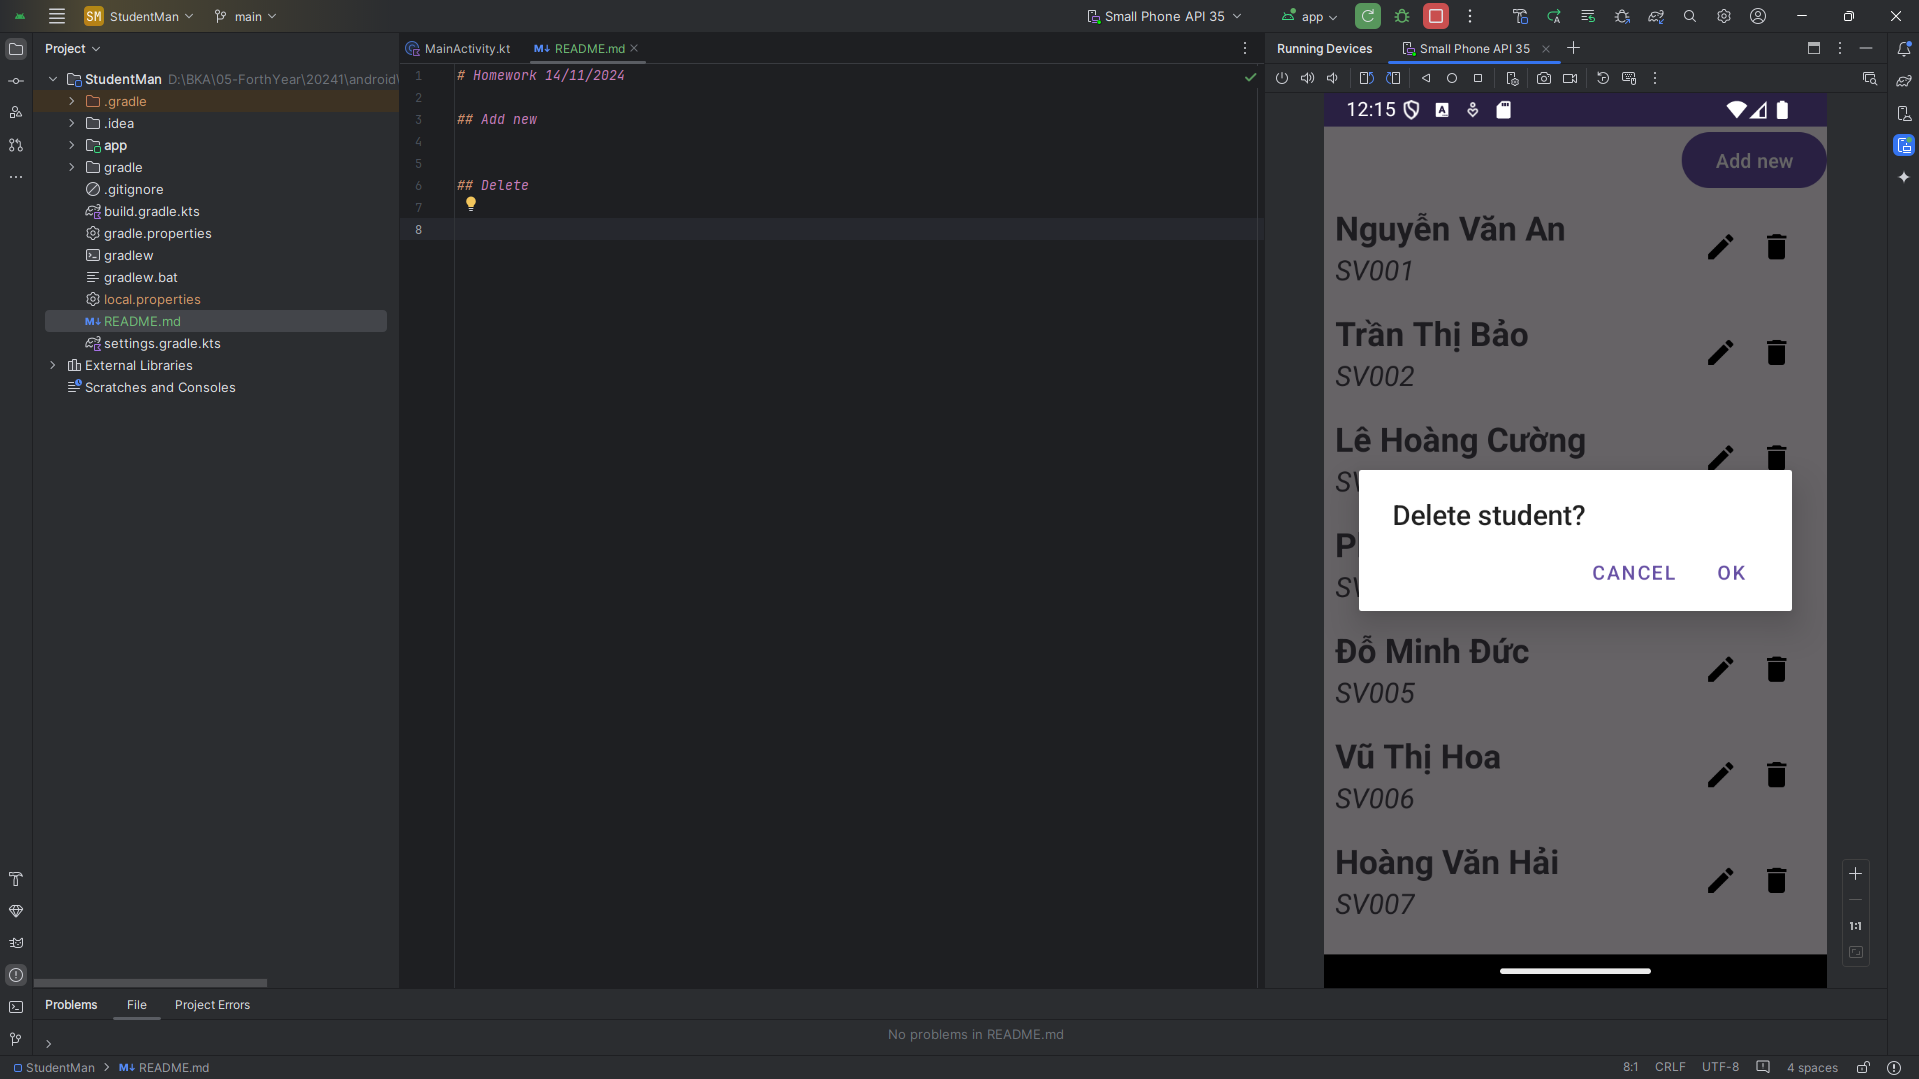 SM StudentMan main Small Phone API 35 app
Project MainActivity.kt README.md Running Devices Small Phone API 35
StudentMan D:\BKA\05-ForthYear\20241\android\
.gradle
.idea
app
gradle
.gitignore
build.gradle.kts
gradle.properties
gradlew
gradlew.bat
local.properties
README.md
settings.gradle.kts
External Libraries
Scratches and Consoles
1 # Homework 14/11/2024
2
3 ## Add new
4
5
6 ## Delete
7
8
12:15
Add new
Nguyễn Văn An
SV001
Trần Thị Bảo
SV002
Lê Hoàng Cường
Delete student?
CANCEL OK
Đỗ Minh Đức
SV005
Vũ Thị Hoa
SV006
Hoàng Văn Hải
SV007
1:1
Problems File Project Errors
No problems in README.md
StudentMan README.md 8:1 CRLF UTF-8 4 spaces